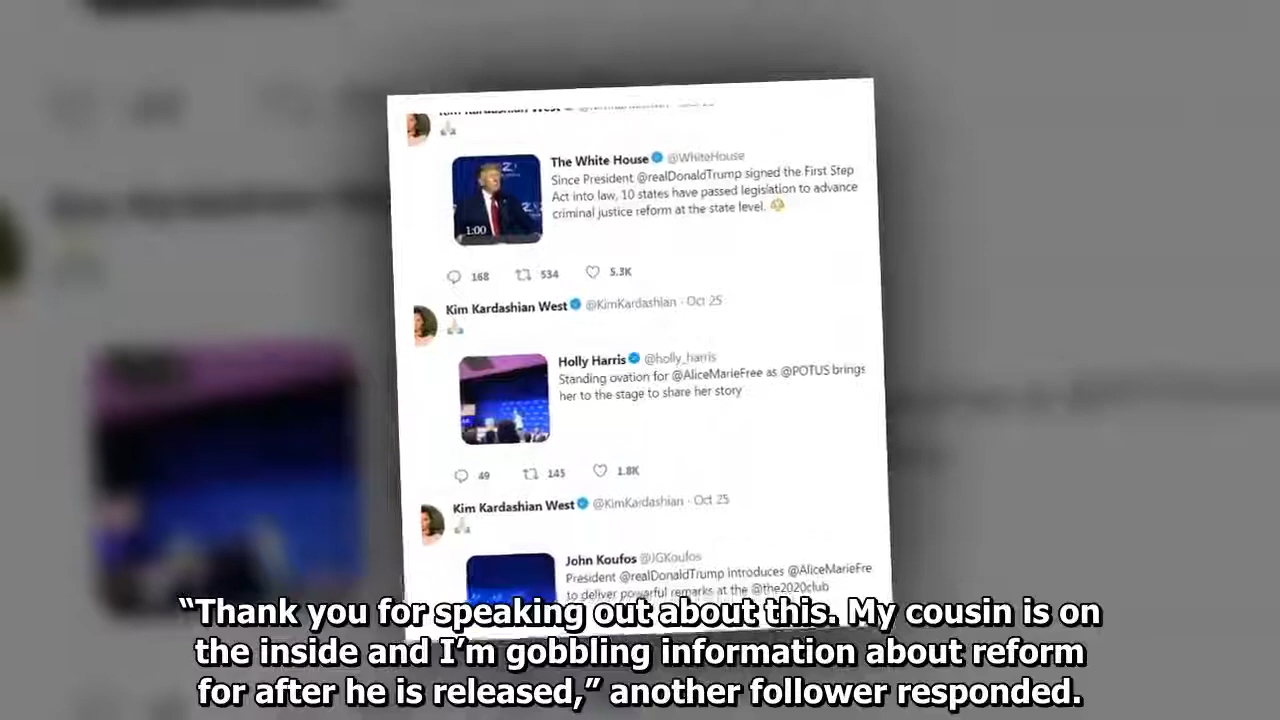 Kim Kardashian West
The White House @WhiteHouse
Since President @realDonaldTrump signed the First Step
Act into law, 10 states have passed legislation to advance
criminal justice reform at the state level.
1:00
168 534 5.3K
Kim Kardashian West @KimKardashian · Oct 25
Holly Harris @holly_harris
Standing ovation for @AliceMarieFree as @POTUS brings
her to the stage to share her story
49 145 1.8K
Kim Kardashian West @KimKardashian · Oct 25
John Koufos @JGKoufos
President @realDonaldTrump introduces @AliceMarieFre
to deliver powerful remarks at the @the2020club
“Thank you for speaking out about this. My cousin is on
the inside and I’m gobbling information about reform
for after he is released,” another follower responded.